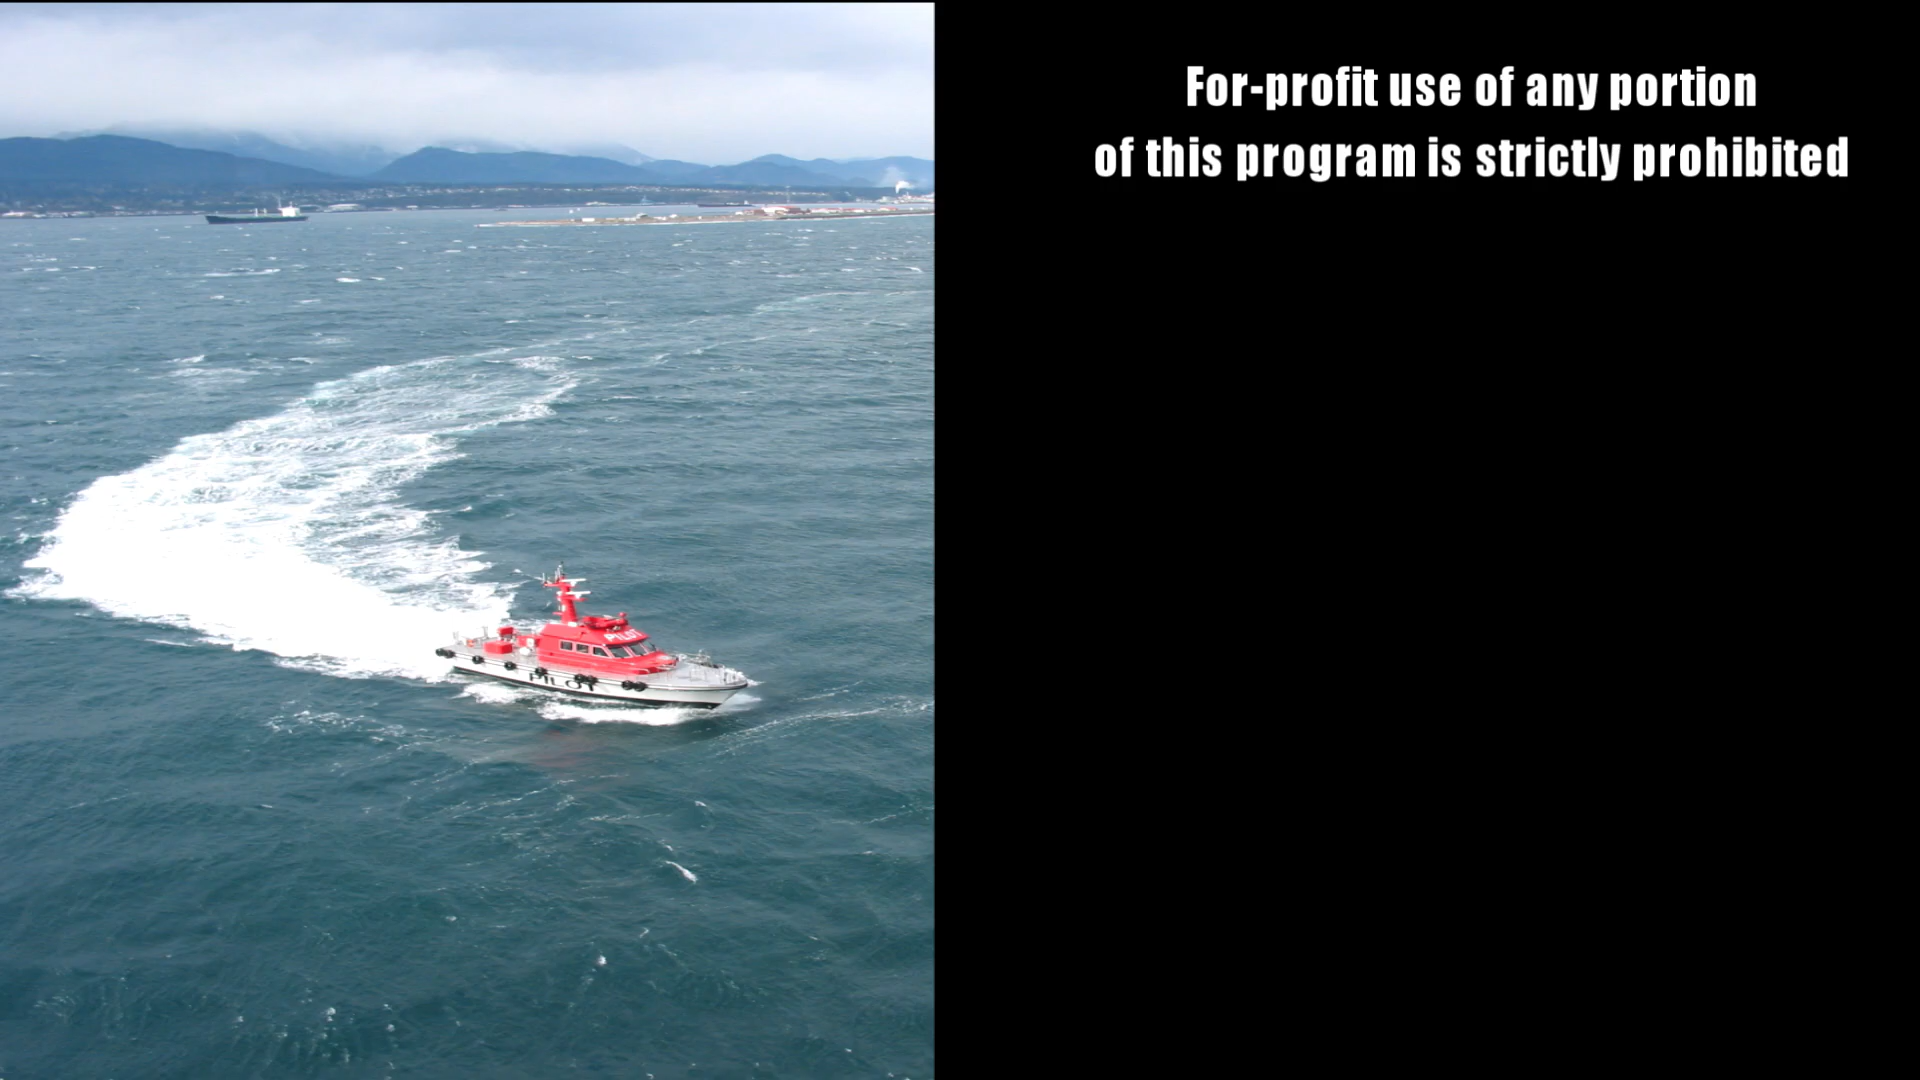 For-profit use of any portion
of this program is strictly prohibited
PILOT
PILOT